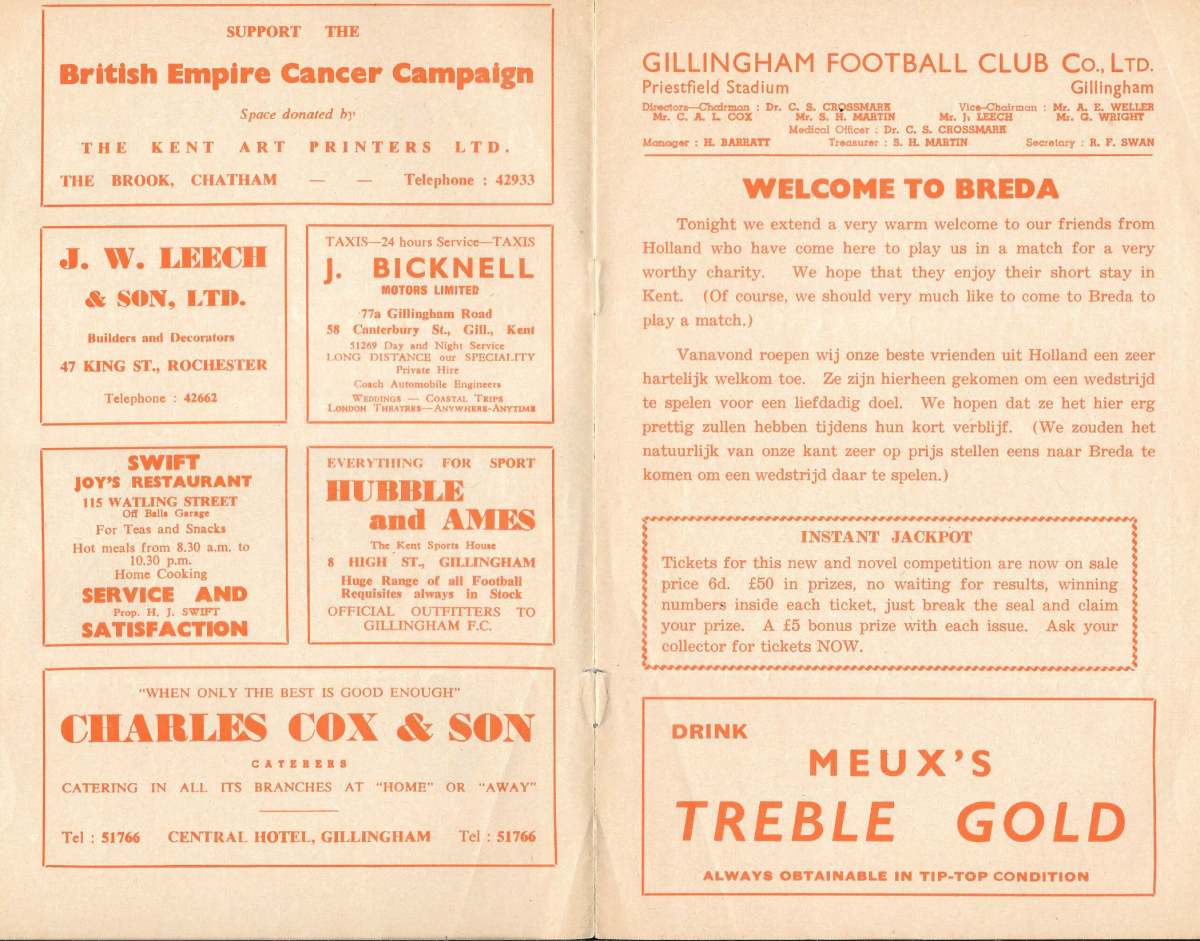 SUPPORT THE
British Empire Cancer Campaign
Space donated by
THE KENT ART PRINTERS LTD.
THE BROOK, CHATHAM — — Telephone : 42933
J. W. LEECH
& SON, LTD.
Builders and Decorators
47 KING ST., ROCHESTER
Telephone : 42662
TAXIS—24 hours Service—TAXIS
J. BICKNELL
MOTORS LIMITED
77a Gillingham Road
58 Canterbury St., Gill., Kent
51269 Day and Night Service
LONG DISTANCE our SPECIALITY
Private Hire
Coach Automobile Engineers
WEDDINGS — COASTAL TRIPS
LONDON THEATRES—ANYWHERE-ANYTIME
SWIFT
JOY'S RESTAURANT
115 WATLING STREET
Off Balls Garage
For Teas and Snacks
Hot meals from 8.30 a.m. to
10.30 p.m.
Home Cooking
SERVICE AND
Prop. H. J. SWIFT
SATISFACTION
EVERYTHING FOR SPORT
HUBBLE
and AMES
The Kent Sports House
8 HIGH ST., GILLINGHAM
Huge Range of all Football
Requisites always in Stock
OFFICIAL OUTFITTERS TO
GILLINGHAM F.C.
"WHEN ONLY THE BEST IS GOOD ENOUGH"
CHARLES COX & SON
CATERERS
CATERING IN ALL ITS BRANCHES AT "HOME" OR "AWAY"
Tel : 51766 CENTRAL HOTEL, GILLINGHAM Tel : 51766
GILLINGHAM FOOTBALL CLUB Co., LTD.
Priestfield Stadium Gillingham
Directors—Chairman : Dr. C. S. CROSSMARK Vice-Chairman : Mr. A. E. WELLER
Mr. C. A. L. COX Mr. S. H. MARTIN Mr. J. LEECH Mr. G. WRIGHT
Medical Officer : Dr. C. S. CROSSMARK
Manager : H. BARRATT Treasurer : S. H. MARTIN Secretary : R. F. SWAN
WELCOME TO BREDA
Tonight we extend a very warm welcome to our friends from
Holland who have come here to play us in a match for a very
worthy charity. We hope that they enjoy their short stay in
Kent. (Of course, we should very much like to come to Breda to
play a match.)
Vanavond roepen wij onze beste vrienden uit Holland een zeer
hartelijk welkom toe. Ze zijn hierheen gekomen om een wedstrijd
te spelen voor een liefdadig doel. We hopen dat ze het hier erg
prettig zullen hebben tijdens hun kort verblijf. (We zouden het
natuurlijk van onze kant zeer op prijs stellen eens naar Breda te
komen om een wedstrijd daar te spelen.)
INSTANT JACKPOT
Tickets for this new and novel competition are now on sale
price 6d. £50 in prizes, no waiting for results, winning
numbers inside each ticket, just break the seal and claim
your prize. A £5 bonus prize with each issue. Ask your
collector for tickets NOW.
DRINK
MEUX'S
TREBLE GOLD
ALWAYS OBTAINABLE IN TIP-TOP CONDITION